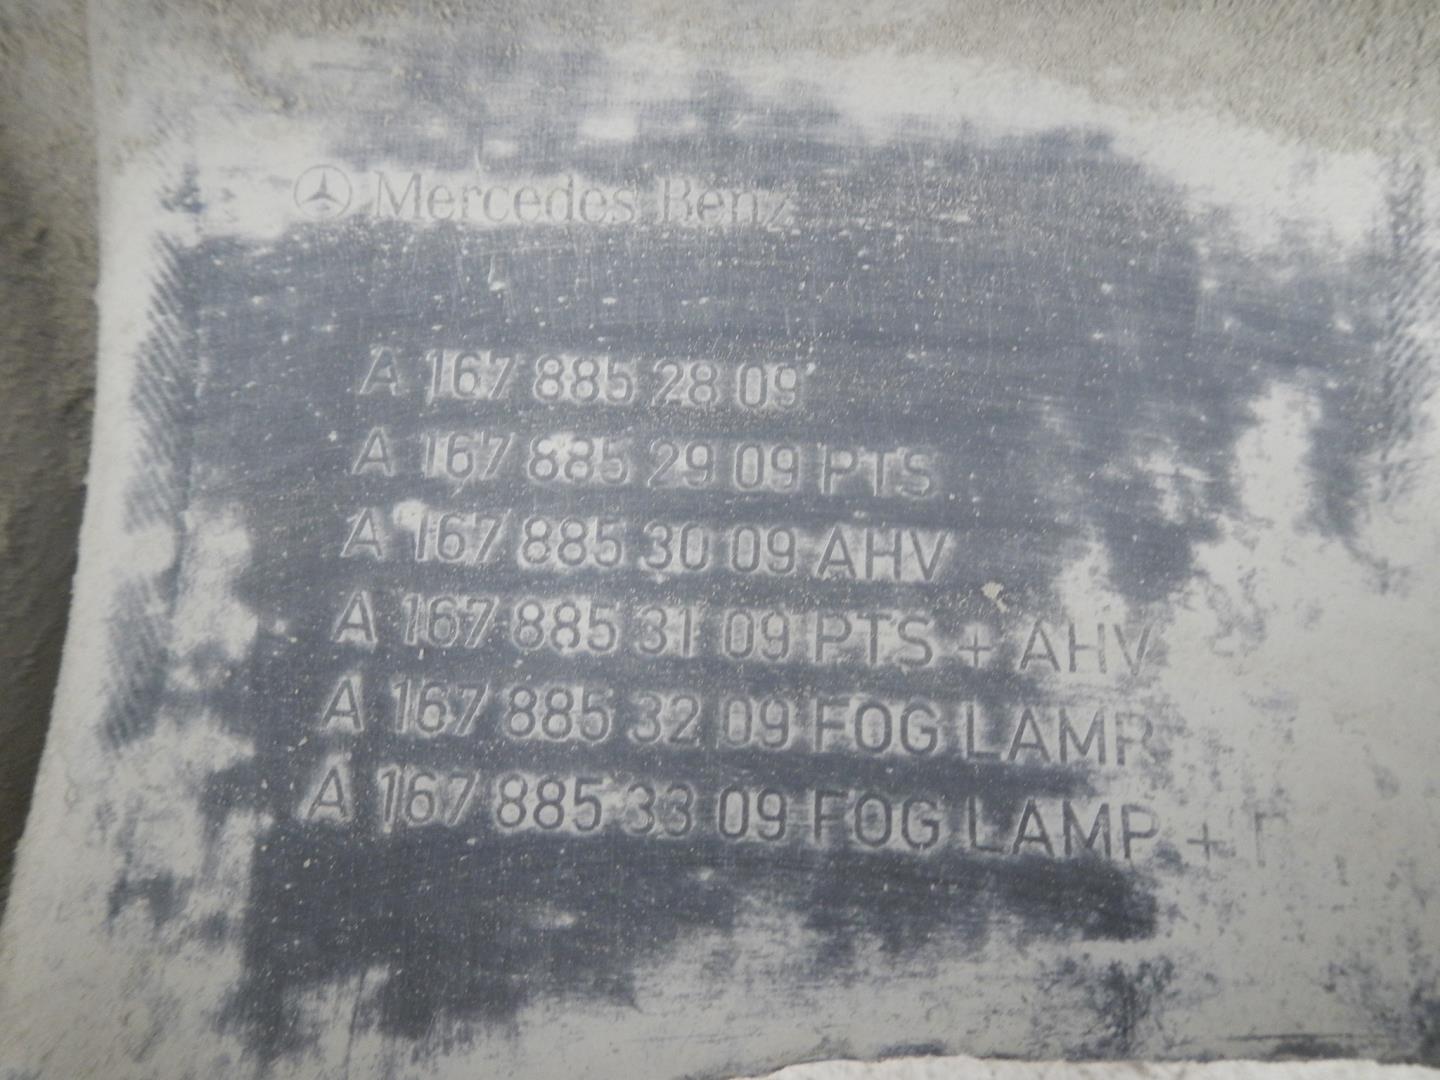 Mercedes Benz
A 167 885 28 09
A 167 885 29 09 PTS
A 167 885 30 09 AHV
A 167 885 31 09 PTS + AHV
A 167 885 32 09 FOG LAMP
A 167 885 33 09 FOG LAMP +